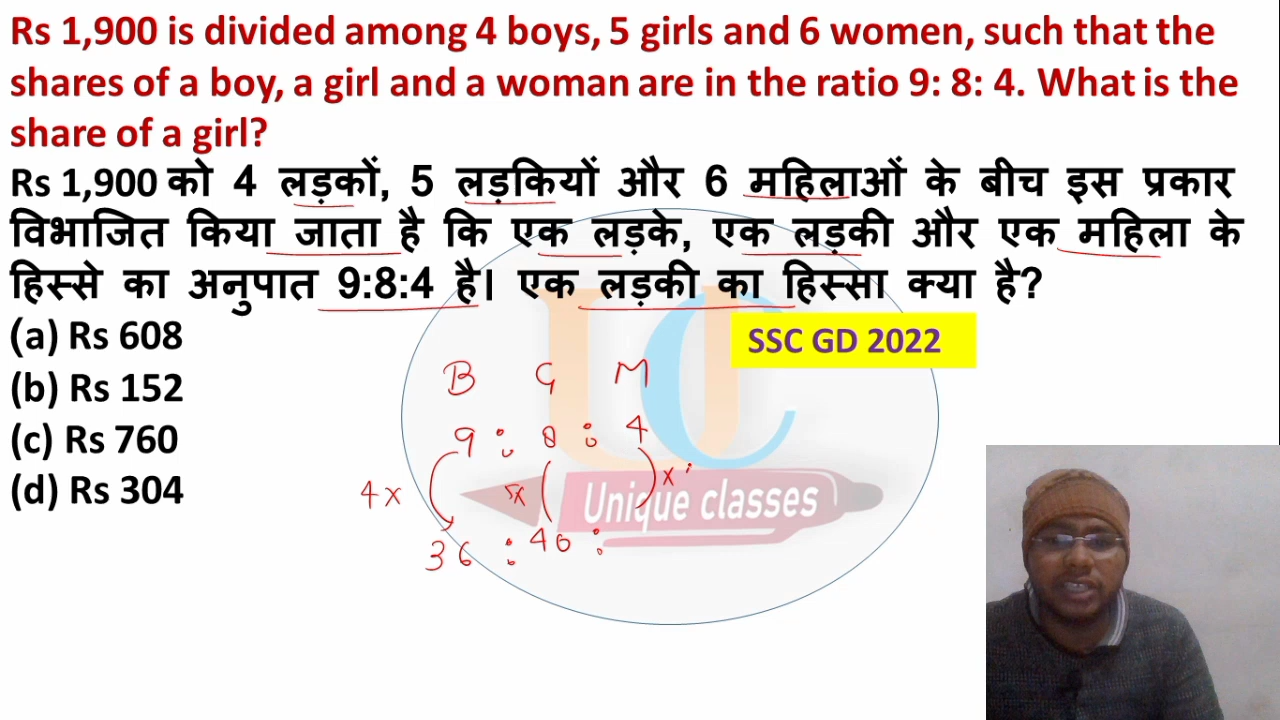 Rs 1,900 is divided among 4 boys, 5 girls and 6 women, such that the
shares of a boy, a girl and a woman are in the ratio 9: 8: 4. What is the
share of a girl?
Rs 1,900 को 4 लड़कों, 5 लड़कियों और 6 महिलाओं के बीच इस प्रकार
विभाजित किया जाता है कि एक लड़के, एक लड़की और एक महिला के
हिस्से का अनुपात 9:8:4 है। एक लड़की का हिस्सा क्या है?
(a) Rs 608
SSC GD 2022
(b) Rs 152
(c) Rs 760
(d) Rs 304
B G M
9 : 8 : 4
4x 5x x
36 : 40 :
UC
Unique classes